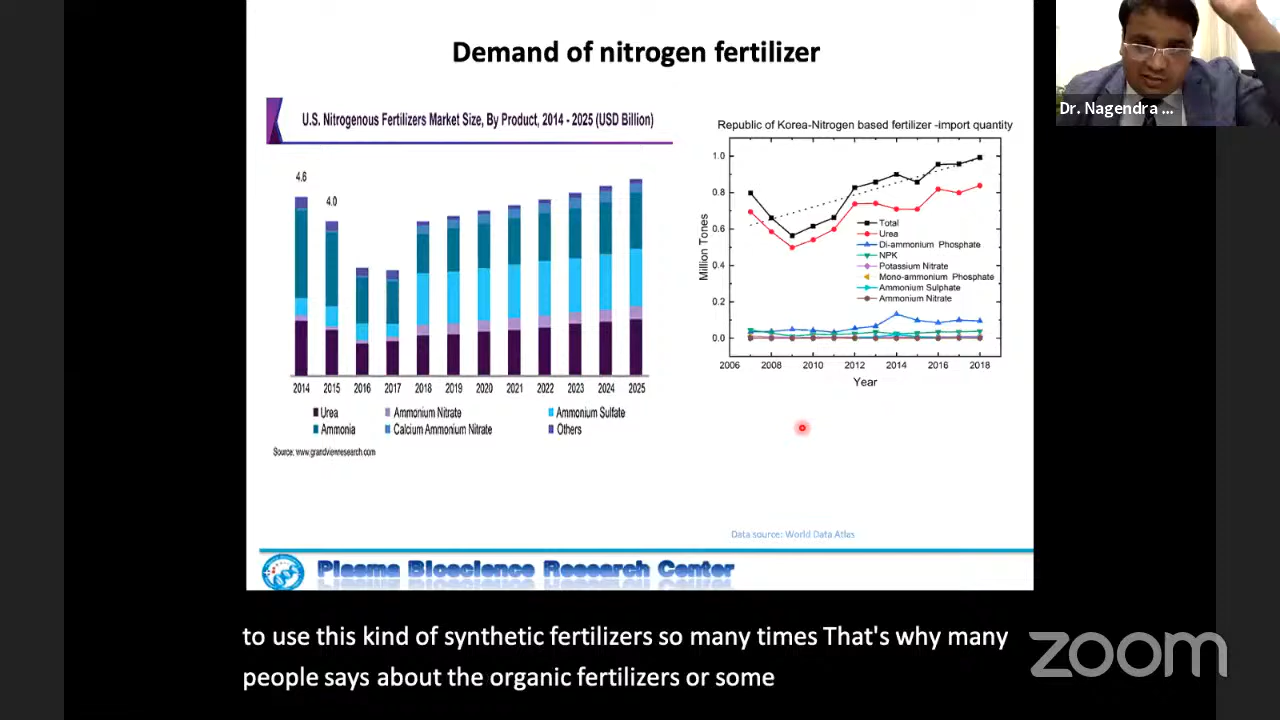 Demand of nitrogen fertilizer
U.S. Nitrogenous Fertilizers Market Size, By Product, 2014 - 2025 (USD Billion)
4.6
4.0
2014 2015 2016 2017 2018 2019 2020 2021 2022 2023 2024 2025
Urea Ammonium Nitrate Ammonium Sulfate
Ammonia Calcium Ammonium Nitrate Others
Source: www.grandviewresearch.com
Republic of Korea-Nitrogen based fertilizer -import quantity
1.0
0.8
0.6
0.4
0.2
0.0
Million Tones
Total
Urea
Di-ammonium Phosphate
NPK
Potassium Nitrate
Mono-ammonium Phosphate
Ammonium Sulphate
Ammonium Nitrate
2006 2008 2010 2012 2014 2016 2018
Year
Data source: World Data Atlas
Plasma Bioscience Research Center
Dr. Nagendra ...
to use this kind of synthetic fertilizers so many times That's why many
people says about the organic fertilizers or some
zoom